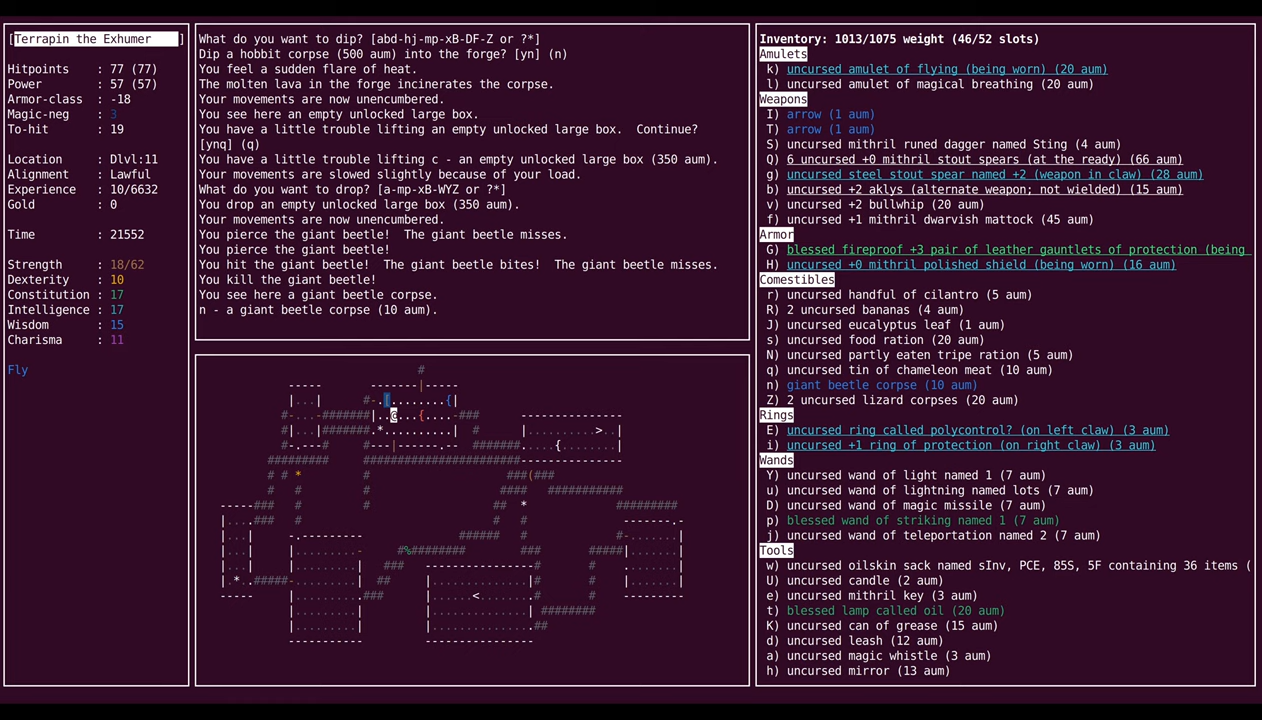 [Terrapin the Exhumer ]
Hitpoints : 77 (77)
Power : 57 (57)
Armor-class : -18
Magic-neg : 3
To-hit : 19
Location : Dlvl:11
Alignment : Lawful
Experience : 10/6632
Gold : 0
Time : 21552
Strength : 18/62
Dexterity : 10
Constitution : 17
Intelligence : 17
Wisdom : 15
Charisma : 11
Fly
What do you want to dip? [abd-hj-mp-xB-DF-Z or ?*]
Dip a hobbit corpse (500 aum) into the forge? [yn] (n)
You feel a sudden flare of heat.
The molten lava in the forge incinerates the corpse.
Your movements are now unencumbered.
You see here an empty unlocked large box.
You have a little trouble lifting an empty unlocked large box.  Continue?
[ynq] (q)
You have a little trouble lifting c - an empty unlocked large box (350 aum).
Your movements are slowed slightly because of your load.
What do you want to drop? [a-mp-xB-WYZ or ?*]
You drop an empty unlocked large box (350 aum).
Your movements are now unencumbered.
You pierce the giant beetle!  The giant beetle misses.
You pierce the giant beetle!
You hit the giant beetle!  The giant beetle bites!  The giant beetle misses.
You kill the giant beetle!
You see here a giant beetle corpse.
n - a giant beetle corpse (10 aum).
Inventory: 1013/1075 weight (46/52 slots)
Amulets
k) uncursed amulet of flying (being worn) (20 aum)
l) uncursed amulet of magical breathing (20 aum)
Weapons
I) arrow (1 aum)
T) arrow (1 aum)
S) uncursed mithril runed dagger named Sting (4 aum)
Q) 6 uncursed +0 mithril stout spears (at the ready) (66 aum)
g) uncursed steel stout spear named +2 (weapon in claw) (28 aum)
b) uncursed +2 aklys (alternate weapon; not wielded) (15 aum)
v) uncursed +2 bullwhip (20 aum)
f) uncursed +1 mithril dwarvish mattock (45 aum)
Armor
G) blessed fireproof +3 pair of leather gauntlets of protection (being
H) uncursed +0 mithril polished shield (being worn) (16 aum)
Comestibles
r) uncursed handful of cilantro (5 aum)
R) 2 uncursed bananas (4 aum)
J) uncursed eucalyptus leaf (1 aum)
s) uncursed food ration (20 aum)
N) uncursed partly eaten tripe ration (5 aum)
q) uncursed tin of chameleon meat (10 aum)
n) giant beetle corpse (10 aum)
Z) 2 uncursed lizard corpses (20 aum)
Rings
E) uncursed ring called polycontrol? (on left claw) (3 aum)
i) uncursed +1 ring of protection (on right claw) (3 aum)
Wands
Y) uncursed wand of light named 1 (7 aum)
u) uncursed wand of lightning named lots (7 aum)
D) uncursed wand of magic missile (7 aum)
p) blessed wand of striking named 1 (7 aum)
j) uncursed wand of teleportation named 2 (7 aum)
Tools
w) uncursed oilskin sack named sInv, PCE, 85S, 5F containing 36 items (
U) uncursed candle (2 aum)
e) uncursed mithril key (3 aum)
t) blessed lamp called oil (20 aum)
K) uncursed can of grease (15 aum)
d) uncursed leash (12 aum)
a) uncursed magic whistle (3 aum)
h) uncursed mirror (13 aum)